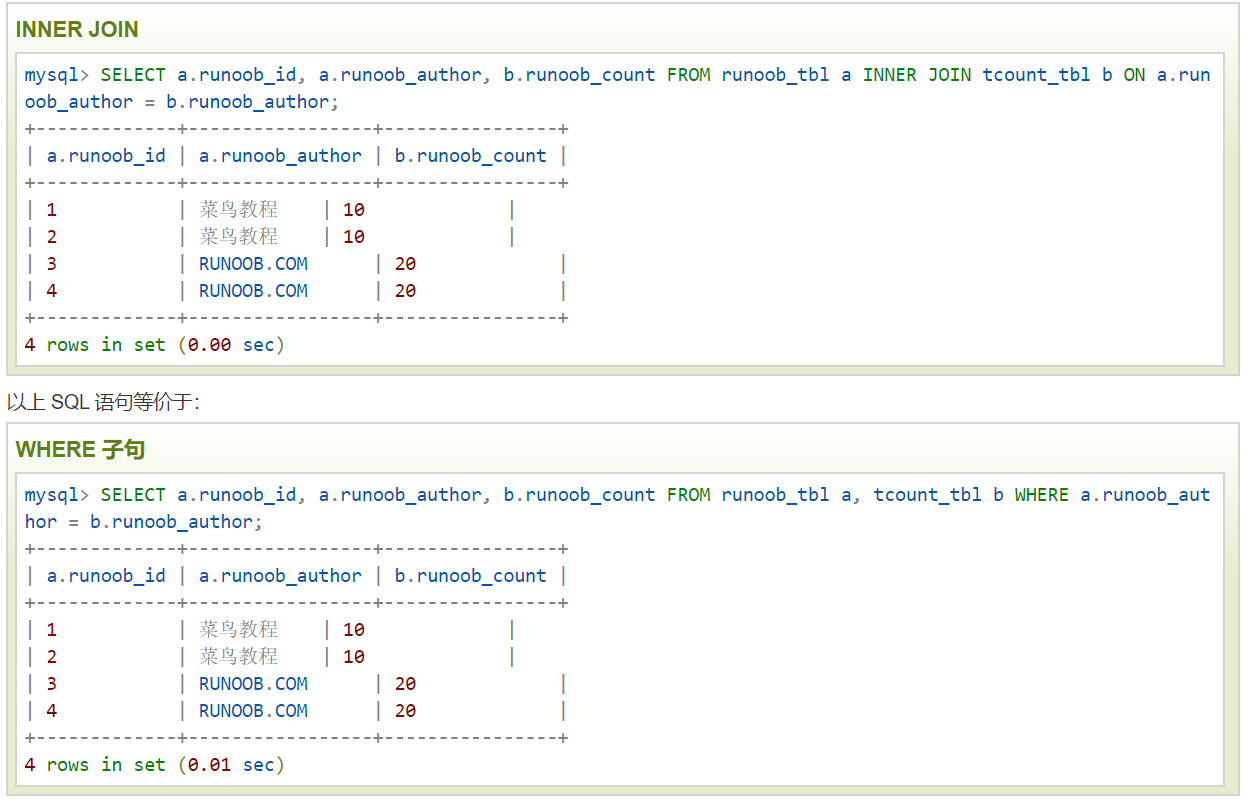 INNER JOIN
mysql> SELECT a.runoob_id, a.runoob_author, b.runoob_count FROM runoob_tbl a INNER JOIN tcount_tbl b ON a.run
oob_author = b.runoob_author;
+-------------+-----------------+----------------+
| a.runoob_id | a.runoob_author | b.runoob_count |
+-------------+-----------------+----------------+
| 1           | 菜鸟教程    | 10             |
| 2           | 菜鸟教程    | 10             |
| 3           | RUNOOB.COM      | 20             |
| 4           | RUNOOB.COM      | 20             |
+-------------+-----------------+----------------+
4 rows in set (0.00 sec)
以上 SQL 语句等价于：
WHERE 子句
mysql> SELECT a.runoob_id, a.runoob_author, b.runoob_count FROM runoob_tbl a, tcount_tbl b WHERE a.runoob_aut
hor = b.runoob_author;
+-------------+-----------------+----------------+
| a.runoob_id | a.runoob_author | b.runoob_count |
+-------------+-----------------+----------------+
| 1           | 菜鸟教程    | 10             |
| 2           | 菜鸟教程    | 10             |
| 3           | RUNOOB.COM      | 20             |
| 4           | RUNOOB.COM      | 20             |
+-------------+-----------------+----------------+
4 rows in set (0.01 sec)